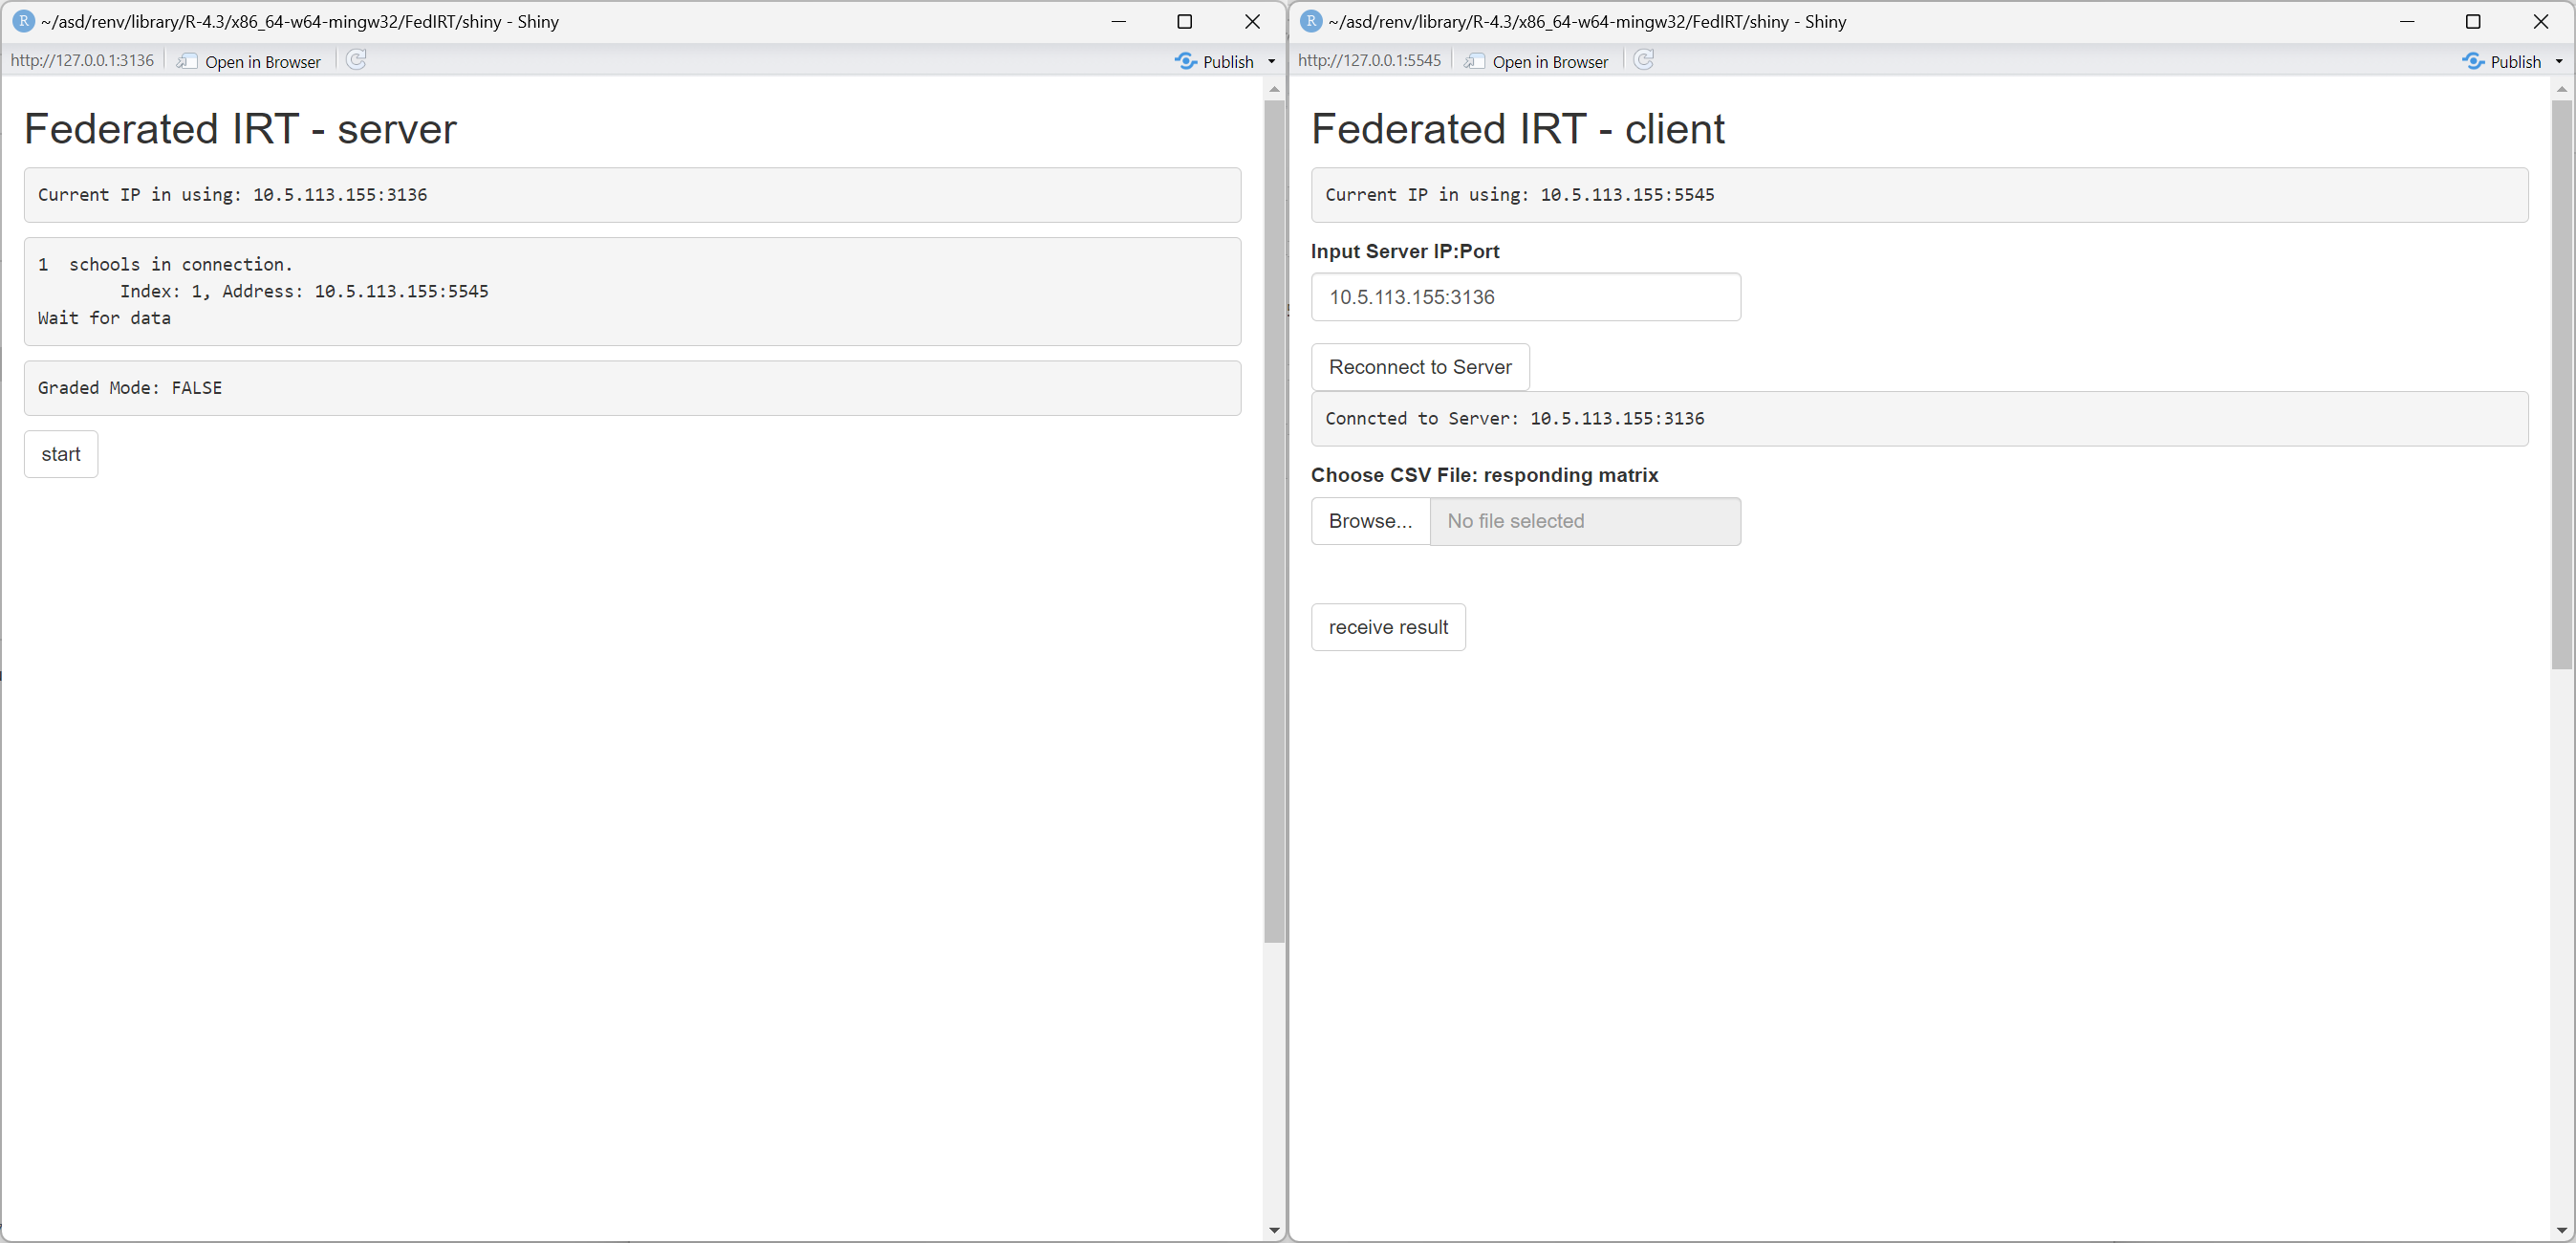 R ~/asd/renv/library/R-4.3/x86_64-w64-mingw32/FedIRT/shiny - Shiny
http://127.0.0.1:3136 Open in Browser Publish
Federated IRT - server
Current IP in using: 10.5.113.155:3136
1  schools in connection.
Index: 1, Address: 10.5.113.155:5545
Wait for data
Graded Mode: FALSE
start
R ~/asd/renv/library/R-4.3/x86_64-w64-mingw32/FedIRT/shiny - Shiny
http://127.0.0.1:5545 Open in Browser Publish
Federated IRT - client
Current IP in using: 10.5.113.155:5545
Input Server IP:Port
10.5.113.155:3136
Reconnect to Server
Conncted to Server: 10.5.113.155:3136
Choose CSV File: responding matrix
Browse... No file selected
receive result